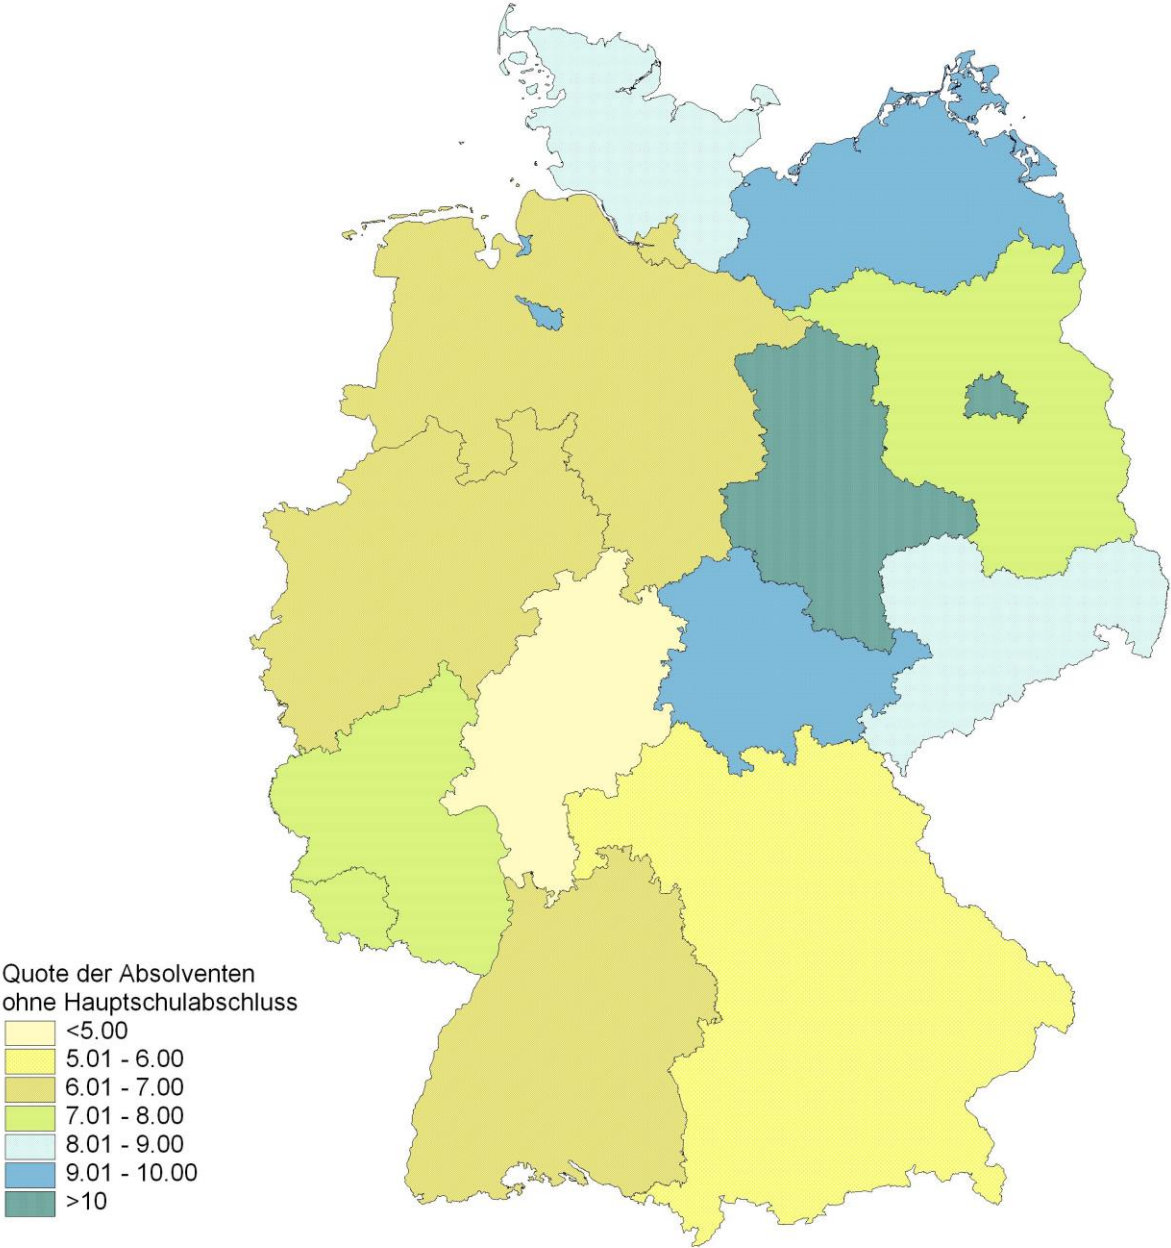 Quote der Absolventen
ohne Hauptschulabschluss
<5.00
5.01 - 6.00
6.01 - 7.00
7.01 - 8.00
8.01 - 9.00
9.01 - 10.00
>10